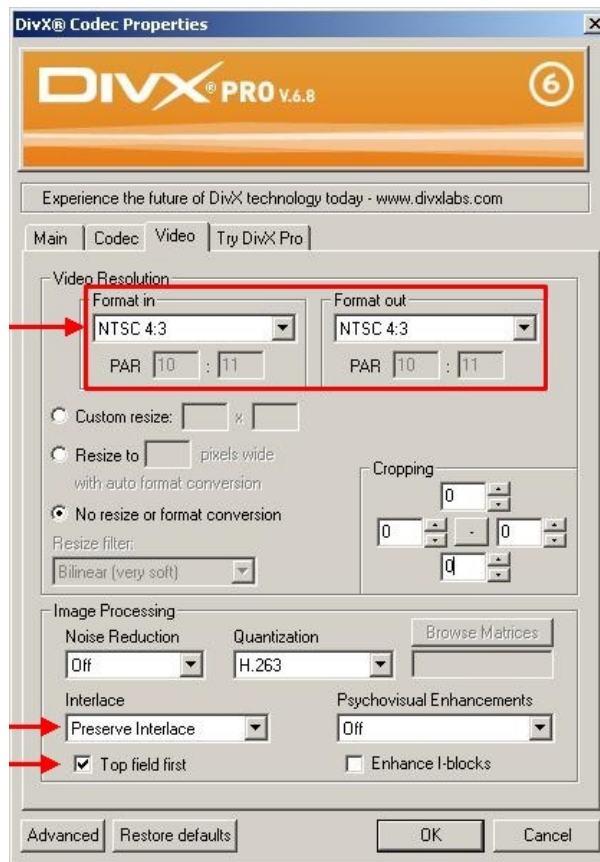 DivX® Codec Properties
DIVX® PRO V.6.8
6
Experience the future of DivX technology today - www.divxlabs.com
Main Codec Video Try DivX Pro
Video Resolution
Format in Format out
NTSC 4:3 NTSC 4:3
PAR 10 : 11 PAR 10 : 11
Custom resize: x
Resize to pixels wide
with auto format conversion
Cropping
0
No resize or format conversion
0 - 0
Resize filter:
Bilinear (very soft)
0
Image Processing
Noise Reduction Quantization Browse Matrices
Off H.263
Interlace Psychovisual Enhancements
Preserve Interlace Off
Top field first Enhance I-blocks
Advanced Restore defaults OK Cancel